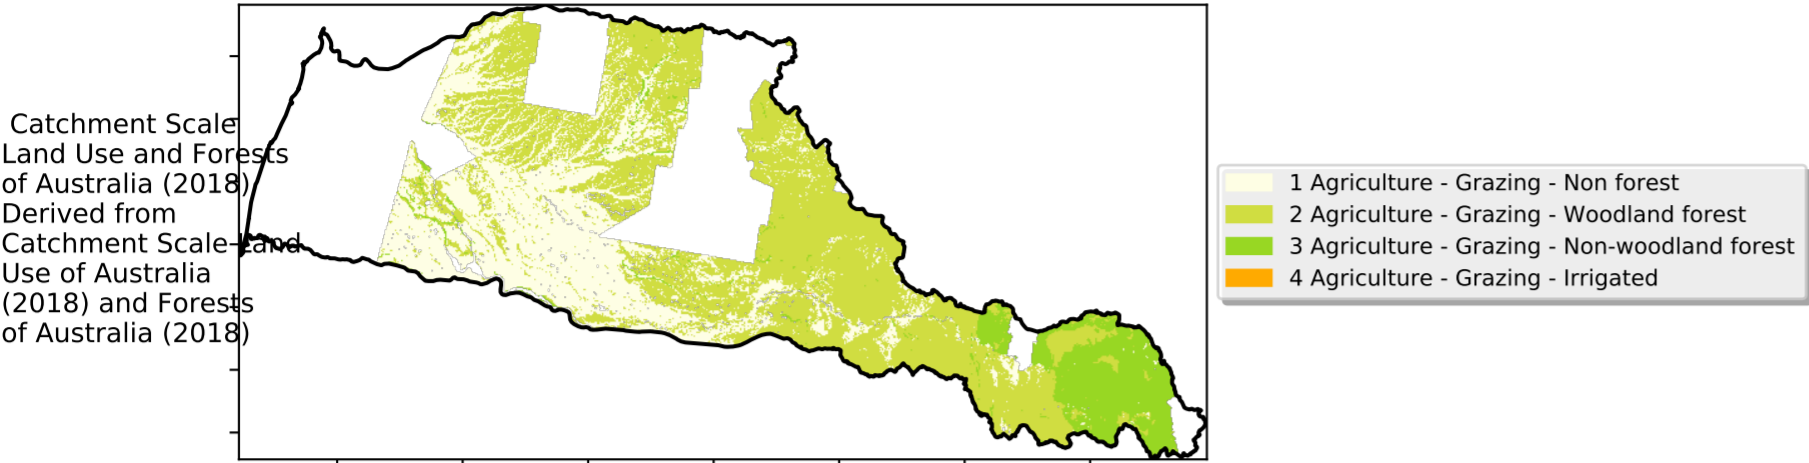 Catchment Scale
Land Use and Forests
of Australia (2018)
Derived from
Catchment Scale Land
Use of Australia
(2018) and Forests
of Australia (2018)
1 Agriculture - Grazing - Non forest
2 Agriculture - Grazing - Woodland forest
3 Agriculture - Grazing - Non-woodland forest
4 Agriculture - Grazing - Irrigated